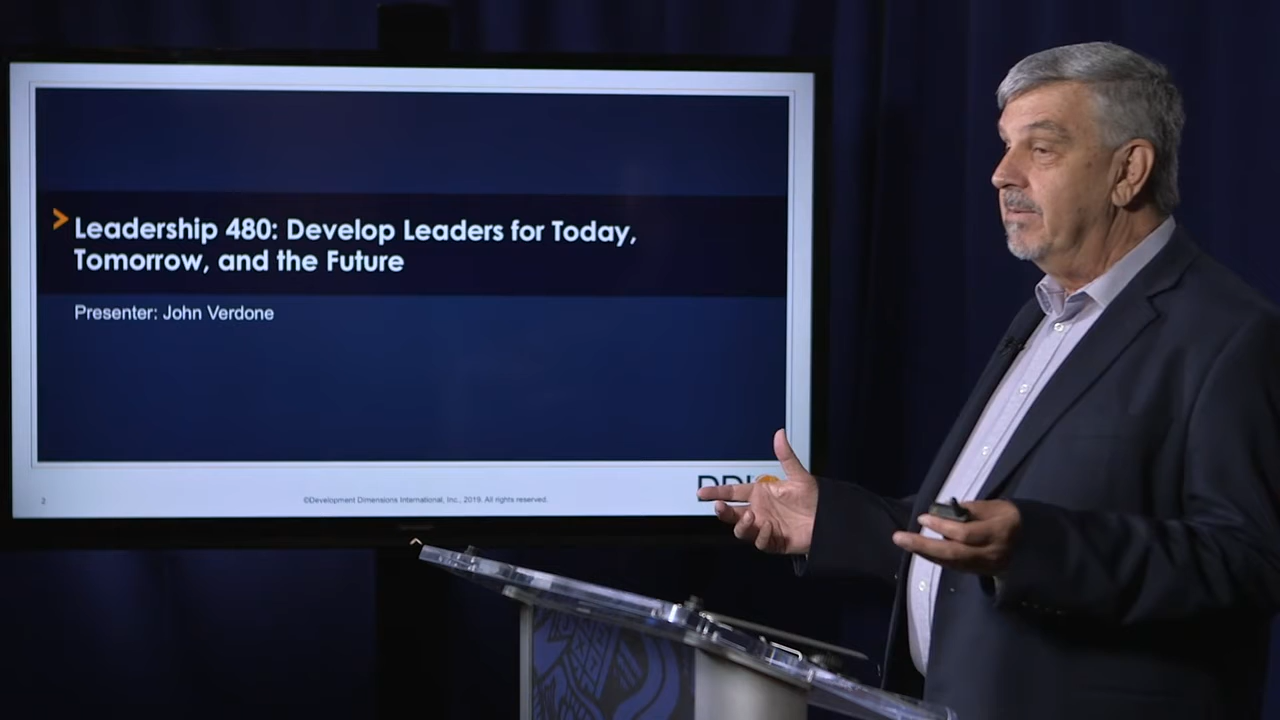 Leadership 480: Develop Leaders for Today,
Tomorrow, and the Future
Presenter: John Verdone
2
©Development Dimensions International, Inc., 2019. All rights reserved.